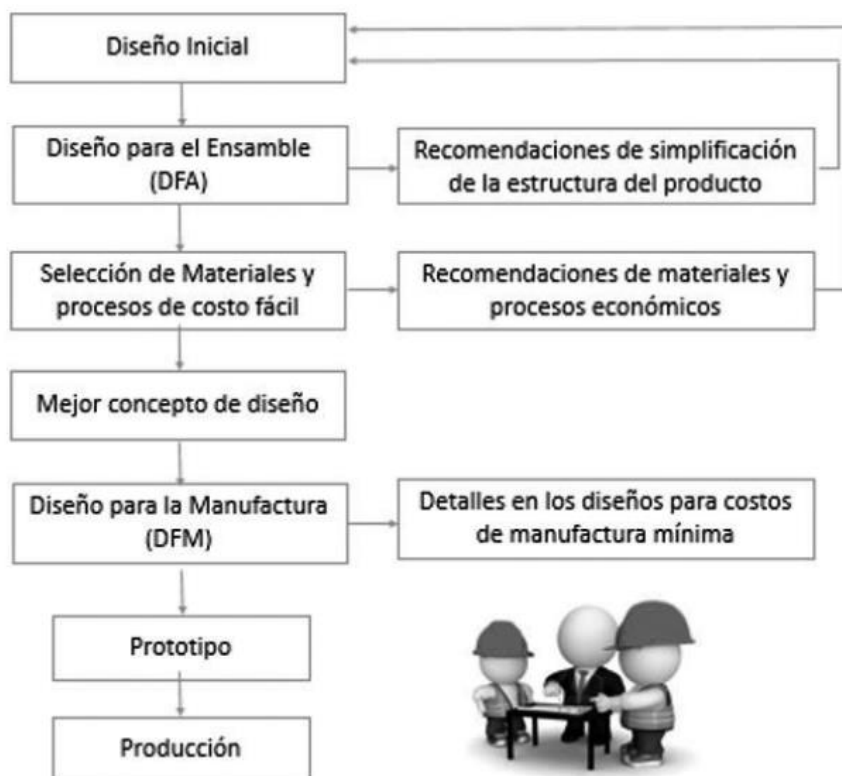 Diseño Inicial
Diseño para el Ensamble
(DFA)
Recomendaciones de simplificación
de la estructura del producto
Selección de Materiales y
procesos de costo fácil
Recomendaciones de materiales y
procesos económicos
Mejor concepto de diseño
Diseño para la Manufactura
(DFM)
Detalles en los diseños para costos
de manufactura mínima
Prototipo
Producción